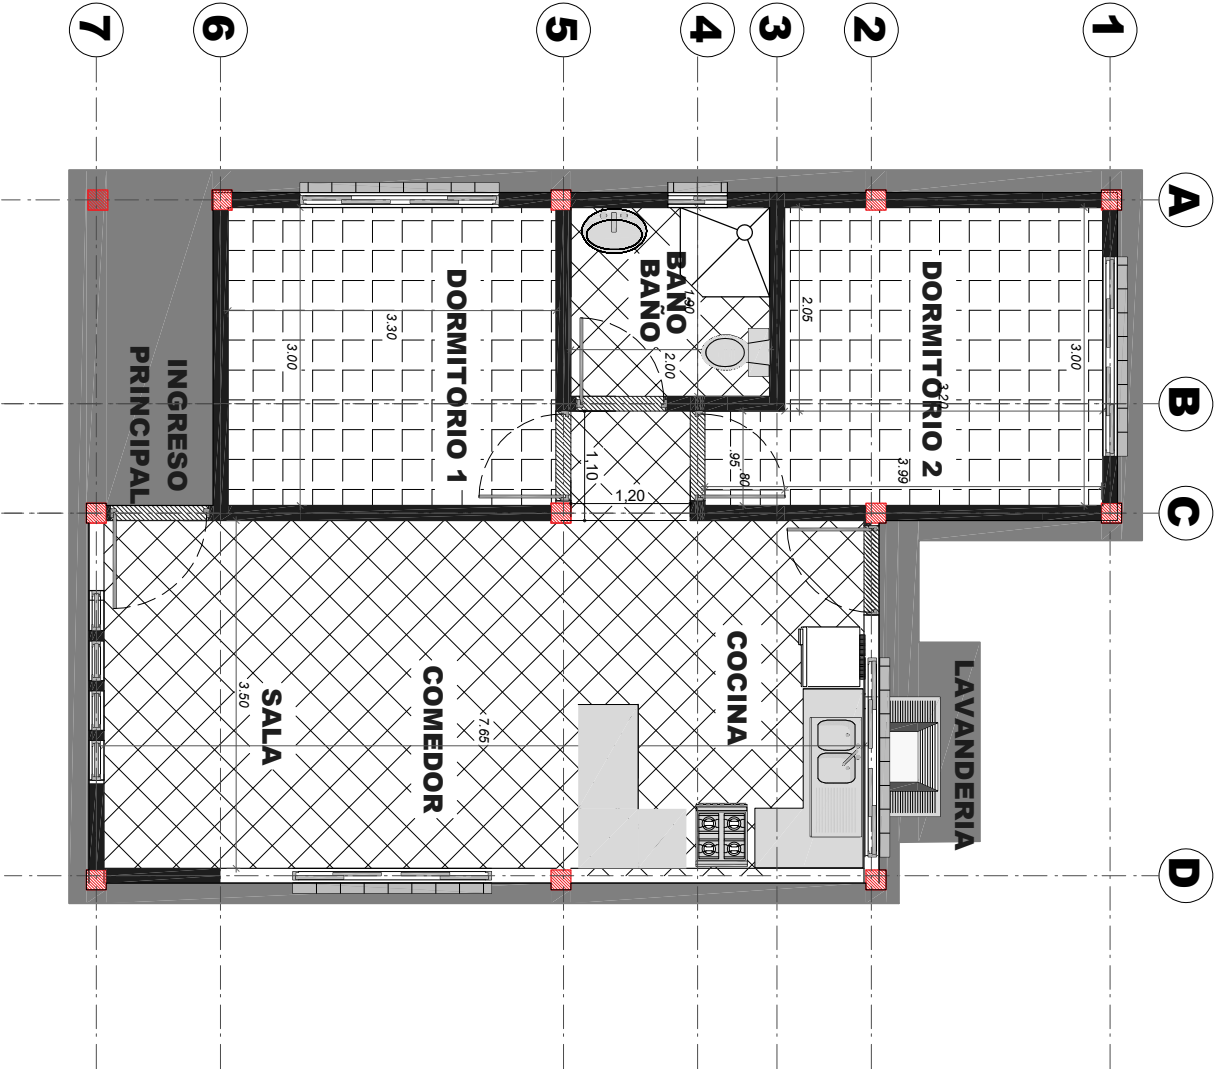 7
6
5
4
3
2
1
A
B
C
D
DORMITORIO 1
3.30
3.00
BAÑO
BAÑO
1.90
2.00
DORMITORIO 2
2.05
3.00
3.20
3.99
.95
.80
1,10
1,20
INGRESO
PRINCIPAL
SALA
3.50
COMEDOR
7.65
COCINA
LAVANDERIA